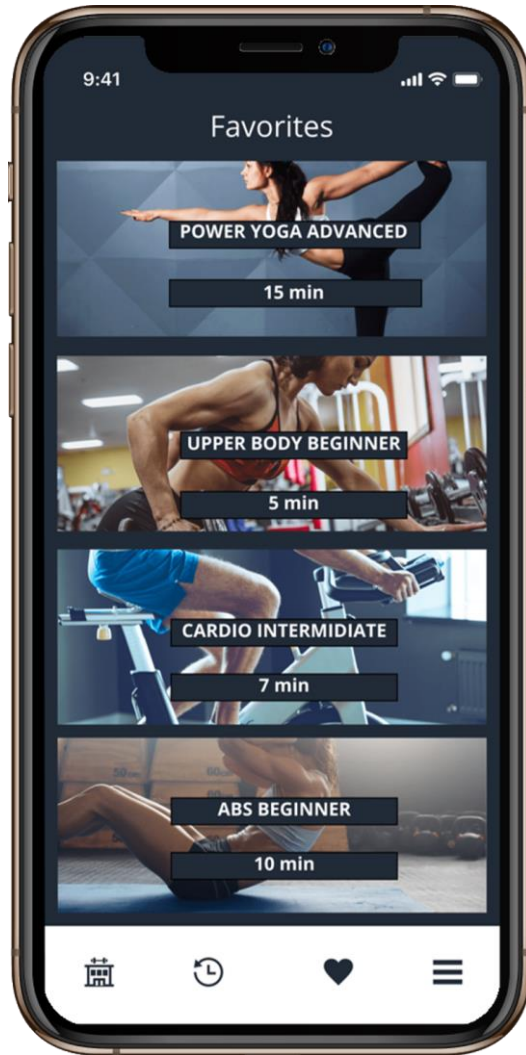 9:41
Favorites
POWER YOGA ADVANCED
15 min
UPPER BODY BEGINNER
5 min
CARDIO INTERMIDIATE
7 min
ABS BEGINNER
10 min